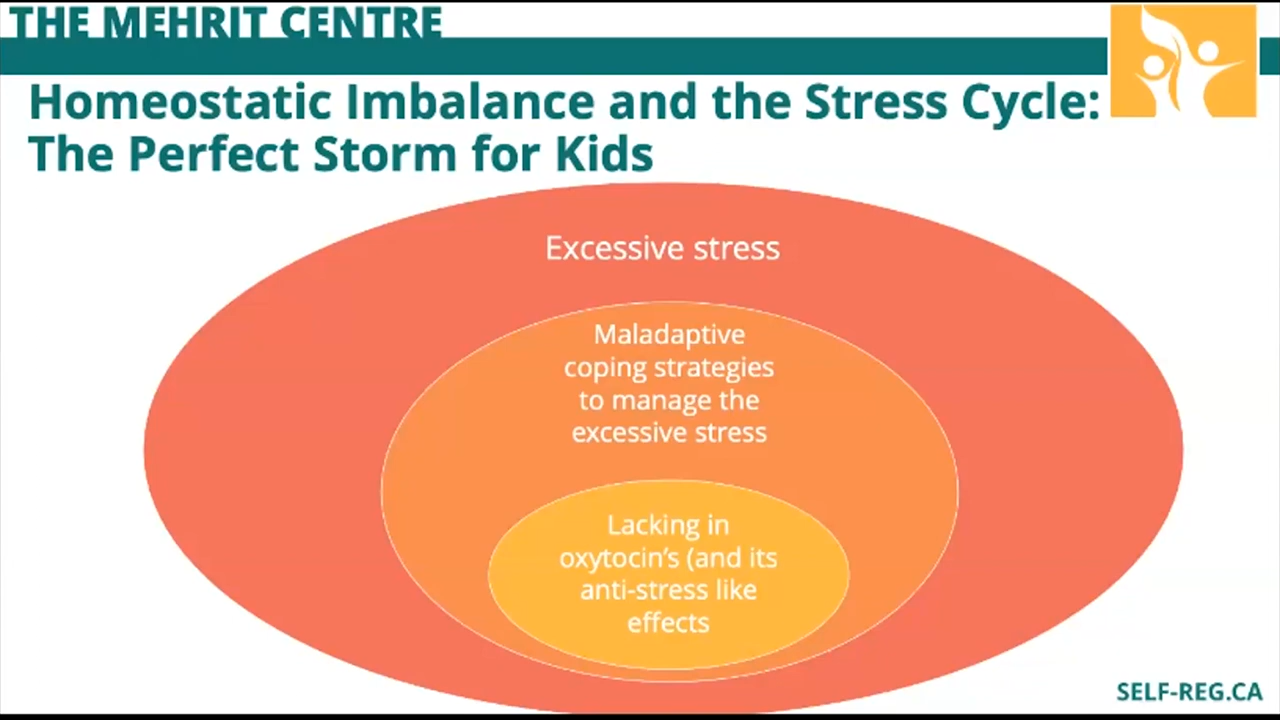 THE MEHRIT CENTRE
Homeostatic Imbalance and the Stress Cycle:
The Perfect Storm for Kids
Excessive stress
Maladaptive
coping strategies
to manage the
excessive stress
Lacking in
oxytocin's (and its
anti-stress like
effects
SELF-REG.CA